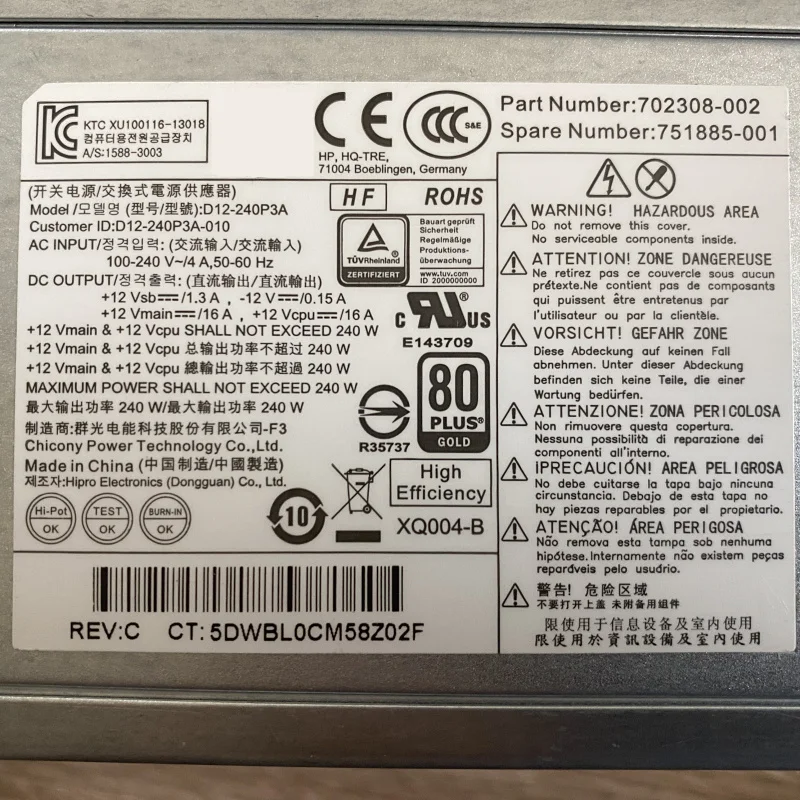 KC
KTC XU100116-13018
컴퓨터용전원공급장치
A/S:1588-3003
CE
CCC S&E
HP, HQ-TRE,
71004 Boeblingen, Germany
Part Number:702308-002
Spare Number:751885-001
(开关电源/交換式電源供應器)
Model /모델명 (型号/型號):D12-240P3A
Customer ID:D12-240P3A-010
AC INPUT/정격입력: (交流输入/交流輸入)
100-240 V~/4 A,50-60 Hz
DC OUTPUT/정격출력: (直流输出/直流輸出)
+12 Vsb⎓/1.3 A , -12 V⎓/0.15 A
+12 Vmain⎓/16 A , +12 Vcpu⎓/16 A
+12 Vmain & +12 Vcpu SHALL NOT EXCEED 240 W
+12 Vmain & +12 Vcpu 总输出功率不超过 240 W
+12 Vmain & +12 Vcpu 總輸出功率不超過 240 W
MAXIMUM POWER SHALL NOT EXCEED 240 W
最大输出功率 240 W/最大輸出功率 240 W
制造商:群光电能科技股份有限公司-F3
Chicony Power Technology Co.,Ltd.
Made in China (中国制造/中國製造)
제조자:Hipro Electronics (Dongguan) Co., Ltd.
Hi-Pot
OK
TEST
OK
BURN-IN
OK
HF
ROHS
TÜVRheinland
ZERTIFIZIERT
Bauart geprüft
Sicherheit
Regelmäßige
Produktions-
überwachung
www.tuv.com
ID 2000000000
c RU® US
E143709
R35737
80
PLUS®
GOLD
High
Efficiency
10
XQ004-B
REV:C CT: 5DWBL0CM58Z02F
WARNING! HAZARDOUS AREA
Do not remove this cover.
No serviceable components inside.
ATTENTION! ZONE DANGEREUSE
Ne retirez pas ce couvercle sous aucun
prétexte.Ne contient pas de composants
qui puissent être entretenus par
l'utilisateur ou par la clientèle.
VORSICHT! GEFAHR ZONE
Diese Abdeckung auf keinen Fall
abnehmen. Unter dieser Abdeckung
befinden sich keine Teile, die einer
Wartung bedürfen.
ATTENZIONE! ZONA PERICOLOSA
Non rimuovere questa copertura.
Nessuna possibilità di reparazione dei
componenti all'interno.
¡PRECAUCIÓN! AREA PELIGROSA
No debe cuitarse la tapa bajo ninguna
circunstancia. Debajo de esta tapa no
hay piezas reparables por el propietario.
ATENÇÃO! ÁREA PERIGOSA
Não remova esta tampa sob nenhuma
hipótese.Internamente não existem peças
repardveis pelo usuário.
警告! 危险区域
不要打开上盖 未附备用组件
限使用于信息设备及室内使用
限使用於資訊設備及室內使用